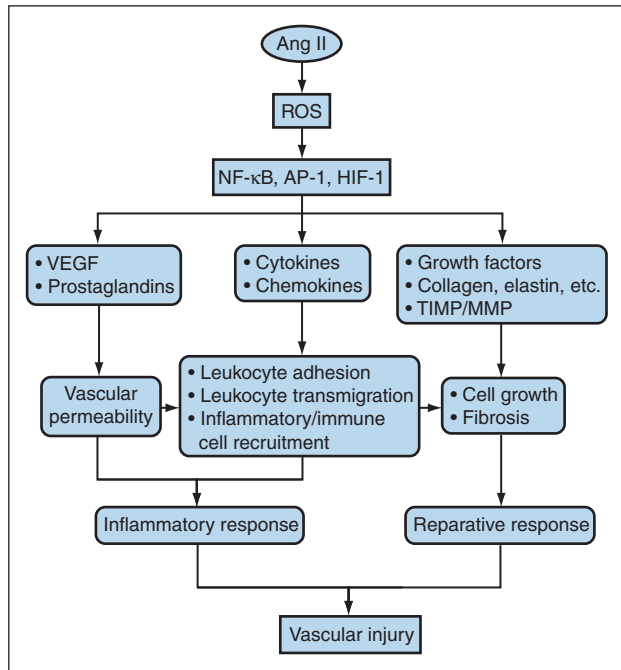 Ang II
ROS
NF-κB, AP-1, HIF-1
• VEGF
• Prostaglandins
• Cytokines
• Chemokines
• Growth factors
• Collagen, elastin, etc.
• TIMP/MMP
Vascular
permeability
• Leukocyte adhesion
• Leukocyte transmigration
• Inflammatory/immune
cell recruitment
• Cell growth
• Fibrosis
Inflammatory response
Reparative response
Vascular injury